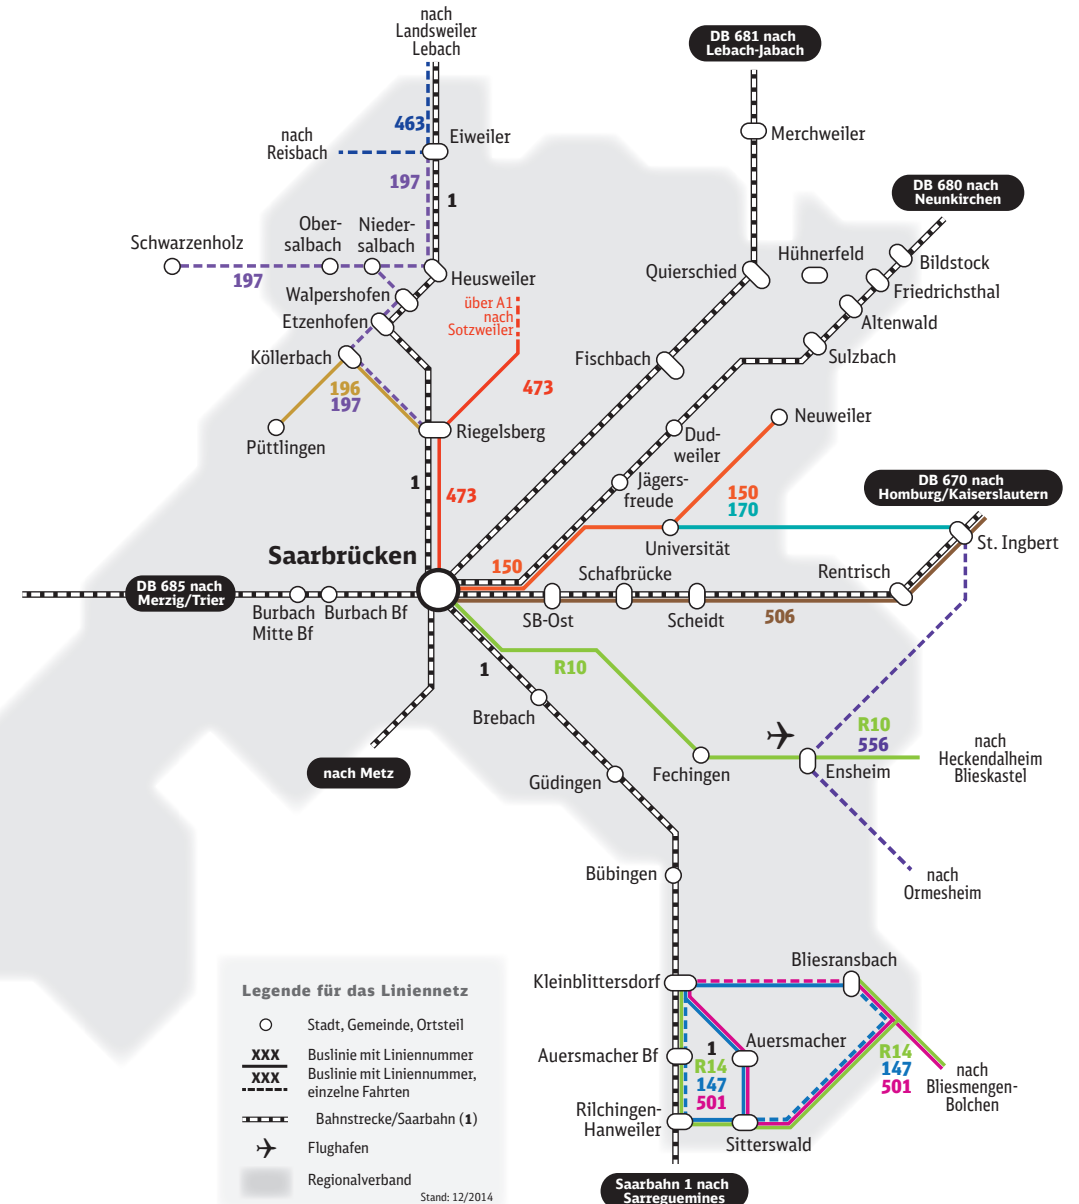 nach
Landsweiler
Lebach
DB 681 nach
Lebach-Jabach
463
Eiweiler
nach
Reisbach
Merchweiler
197
1
DB 680 nach
Neunkirchen
Schwarzenholz
Ober-
salbach
Nieder-
salbach
197
Heusweiler
Quierschied
Hühnerfeld
Bildstock
Friedrichsthal
Altenwald
Sulzbach
Walpershofen
Etzenhofen
über A1
nach
Sotzweiler
Köllerbach
196
197
473
Fischbach
Püttlingen
Riegelsberg
Neuweiler
Dud-
weiler
Jägers-
freude
1
473
150
170
DB 670 nach
Homburg/Kaiserslautern
Universität
St. Ingbert
Saarbrücken
150
Schafbrücke
Rentrisch
DB 685 nach
Merzig/Trier
Burbach
Mitte Bf
Burbach Bf
SB-Ost
Scheidt
506
1
R10
Brebach
nach Metz
Güdingen
Fechingen
R10
556
Ensheim
nach
Heckendalheim
Blieskastel
Bübingen
nach
Ormesheim
Kleinblittersdorf
Bliesransbach
Auersmacher Bf
1
R14
147
501
Auersmacher
R14
147
501
nach
Bliesmengen-
Bolchen
Rilchingen-
Hanweiler
Sitterswald
Saarbahn 1 nach
Sarreguemines
Legende für das Liniennetz
Stadt, Gemeinde, Ortsteil
XXX Buslinie mit Liniennummer
XXX Buslinie mit Liniennummer,
einzelne Fahrten
Bahnstrecke/Saarbahn (1)
Flughafen
Regionalverband
Stand: 12/2014